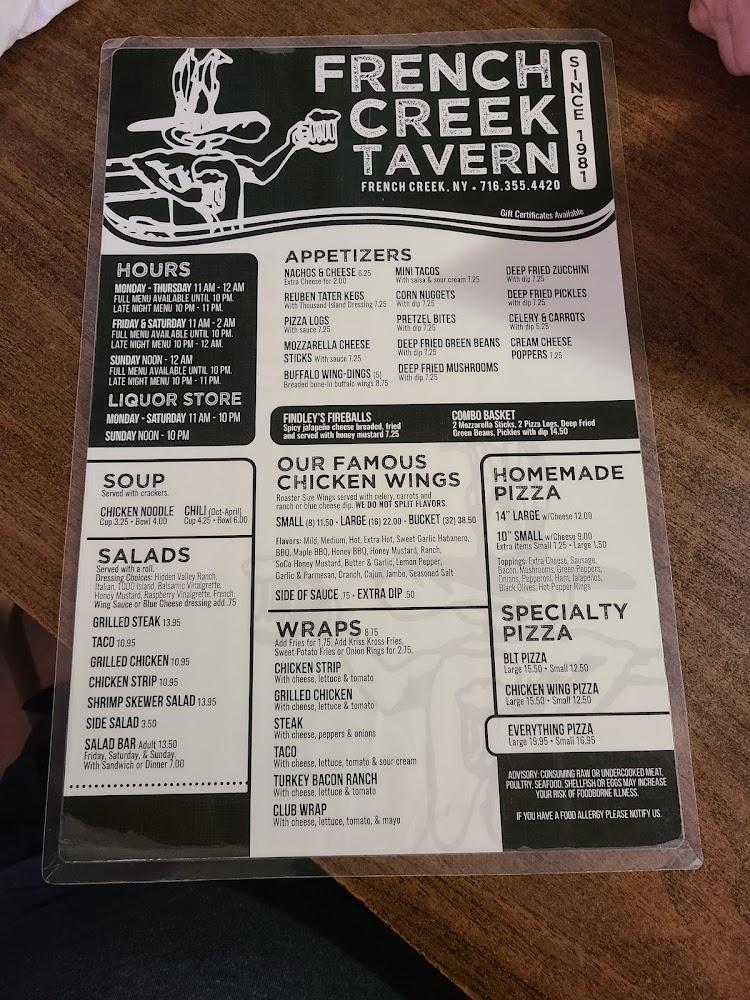 FRENCH
CREEK
TAVERN
SINCE 1981
FRENCH CREEK, NY • 716.355.4420
Gift Certificates Available
HOURS
MONDAY - THURSDAY 11 AM - 12 AM
FULL MENU AVAILABLE UNTIL 10 PM.
LATE NIGHT MENU 10 PM - 11 PM.
FRIDAY & SATURDAY 11 AM - 2 AM
FULL MENU AVAILABLE UNTIL 10 PM.
LATE NIGHT MENU 10 PM - 12 AM.
SUNDAY NOON - 12 AM
FULL MENU AVAILABLE UNTIL 10 PM.
LATE NIGHT MENU 10 PM - 11 PM.
LIQUOR STORE
MONDAY - SATURDAY 11 AM - 10 PM
SUNDAY NOON - 10 PM
APPETIZERS
NACHOS & CHEESE 6.25
Extra Cheese for 2.00
REUBEN TATER KEGS
With Thousand Island Dressing 7.25
PIZZA LOGS
With sauce 7.25
MOZZARELLA CHEESE
STICKS With sauce 7.25
BUFFALO WING-DINGS (5)
Breaded bone-in buffalo wings 8.75
MINI TACOS
With salsa & sour cream 7.25
CORN NUGGETS
With dip 7.25
PRETZEL BITES
With dip 7.25
DEEP FRIED GREEN BEANS
With dip 7.25
DEEP FRIED MUSHROOMS
With dip 7.25
DEEP FRIED ZUCCHINI
With dip 7.25
DEEP FRIED PICKLES
With dip 7.25
CELERY & CARROTS
With dip 5.25
CREAM CHEESE
POPPERS 7.25
FINDLEY'S FIREBALLS
Spicy jalapeño cheese breaded, fried
and served with honey mustard 7.25
COMBO BASKET
2 Mozzarella Sticks, 2 Pizza Logs, Deep Fried
Green Beans, Pickles with dip 14.50
SOUP
Served with crackers.
CHICKEN NOODLE
Cup 3.25 • Bowl 4.00
CHILI (Oct-April)
Cup 4.25 • Bowl 6.00
SALADS
Served with a roll.
Dressing Choices: Hidden Valley Ranch,
Italian, 1000 Island, Balsamic Vinaigrette,
Honey Mustard, Raspberry Vinaigrette, French,
Wing Sauce or Blue Cheese dressing add .75
GRILLED STEAK 13.95
TACO 10.95
GRILLED CHICKEN 10.95
CHICKEN STRIP 10.95
SHRIMP SKEWER SALAD 13.95
SIDE SALAD 3.50
SALAD BAR Adult 13.50
Friday, Saturday, & Sunday.
With Sandwich or Dinner 7.00
OUR FAMOUS
CHICKEN WINGS
Roaster Size Wings served with celery, carrots and
ranch or blue cheese dip. WE DO NOT SPLIT FLAVORS.
SMALL (8) 11.50 - LARGE (16) 22.00 - BUCKET (32) 38.50
Flavors: Mild, Medium, Hot, Extra Hot, Sweet Garlic Habanero,
BBQ, Maple BBQ, Honey BBQ, Honey Mustard, Ranch,
SoCo Honey Mustard, Butter & Garlic, Lemon Pepper,
Garlic & Parmesan, Cranch, Cajun, Jambo, Seasoned Salt
SIDE OF SAUCE .75 - EXTRA DIP .50
WRAPS 8.75
Add Fries for 1.75, Add Kriss Kross Fries,
Sweet Potato Fries or Onion Rings for 2.75.
CHICKEN STRIP
With cheese, lettuce & tomato
GRILLED CHICKEN
With cheese, lettuce & tomato
STEAK
With cheese, peppers & onions
TACO
With cheese, lettuce, tomato & sour cream
TURKEY BACON RANCH
With cheese, lettuce & tomato
CLUB WRAP
With cheese, lettuce, tomato, & mayo
HOMEMADE
PIZZA
14" LARGE w/Cheese 12.00
10" SMALL w/Cheese 9.00
Extra Items Small 1.25 • Large 1.50
Toppings: Extra Cheese, Sausage,
Bacon, Mushrooms, Green Peppers,
Onions, Pepperoni, Ham, Jalapeños,
Black Olives, Hot Pepper Rings
SPECIALTY
PIZZA
BLT PIZZA
Large 15.50 • Small 12.50
CHICKEN WING PIZZA
Large 15.50 • Small 12.50
EVERYTHING PIZZA
Large 19.95 • Small 16.95
ADVISORY: CONSUMING RAW OR UNDERCOOKED MEAT,
POULTRY, SEAFOOD, SHELLFISH OR EGGS MAY INCREASE
YOUR RISK OF FOODBORNE ILLNESS.
IF YOU HAVE A FOOD ALLERGY PLEASE NOTIFY US.